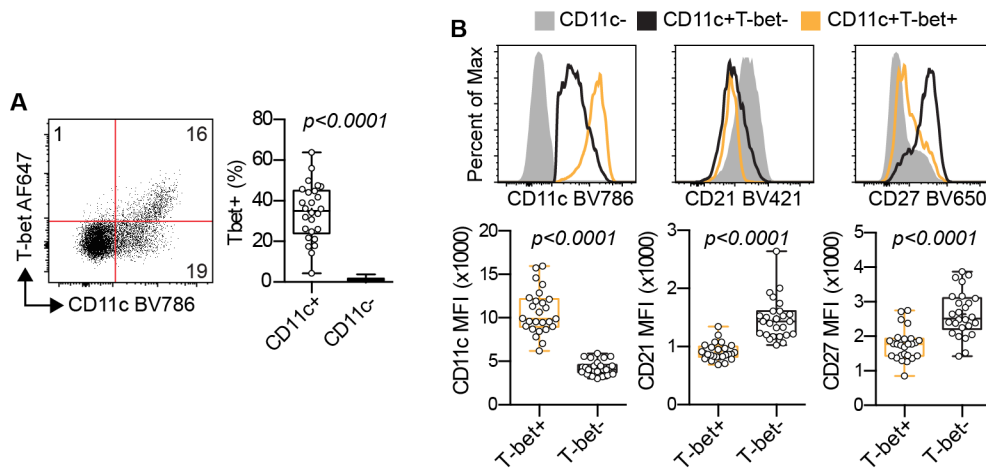 A
1
16
19
T-bet AF647
CD11c BV786
p<0.0001
Tbet+ (%)
80
60
40
20
0
CD11c+
CD11c-
B
CD11c-
CD11c+T-bet-
CD11c+T-bet+
Percent of Max
CD11c BV786
CD21 BV421
CD27 BV650
p<0.0001
CD11c MFI (x1000)
20
15
10
5
0
T-bet+
T-bet-
p<0.0001
CD21 MFI (x1000)
3
2
1
0
T-bet+
T-bet-
p<0.0001
CD27 MFI (x1000)
5
4
3
2
1
0
T-bet+
T-bet-